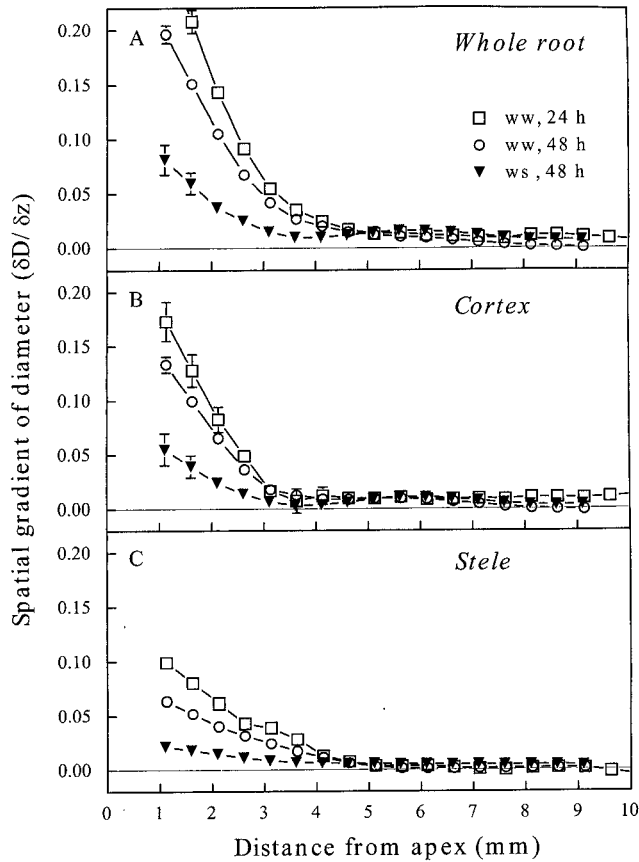 A
Whole root
ww, 24 h
ww, 48 h
ws, 48 h
0.20
0.15
0.10
0.05
0.00
B
Cortex
0.20
0.15
0.10
0.05
0.00
C
Stele
0.20
0.15
0.10
0.05
0.00
0 1 2 3 4 5 6 7 8 9 10
Distance from apex (mm)
Spatial gradient of diameter (δD/δz)